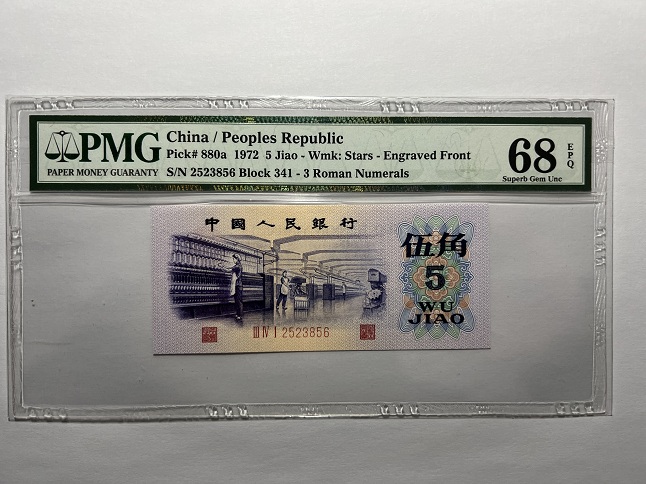 PMG
PAPER MONEY GUARANTY
China / Peoples Republic
Pick# 880a 1972 5 Jiao - Wmk: Stars - Engraved Front
S/N 2523856 Block 341 - 3 Roman Numerals
68
EPQ
Superb Gem Unc
中國人民銀行
伍角
5
WU
JIAO
III IV I 2523856